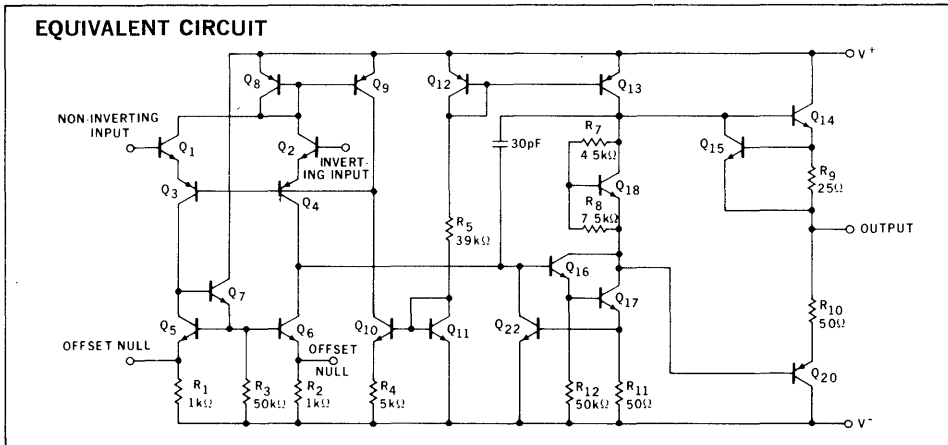 EQUIVALENT CIRCUIT
V+
Q8
Q9
Q12
Q13
NON-INVERTING
INPUT
Q1
Q2
INVERT-
ING INPUT
30pF
R7
4 5kΩ
Q14
Q15
R9
25Ω
Q3
Q4
Q18
R8
7 5kΩ
R5
39kΩ
OUTPUT
Q16
Q7
Q17
R10
50Ω
Q5
Q6
Q10
Q11
Q22
OFFSET NULL
OFFSET
NULL
Q20
R1
1kΩ
R3
50kΩ
R2
1kΩ
R4
5kΩ
R12
50kΩ
R11
50Ω
V-